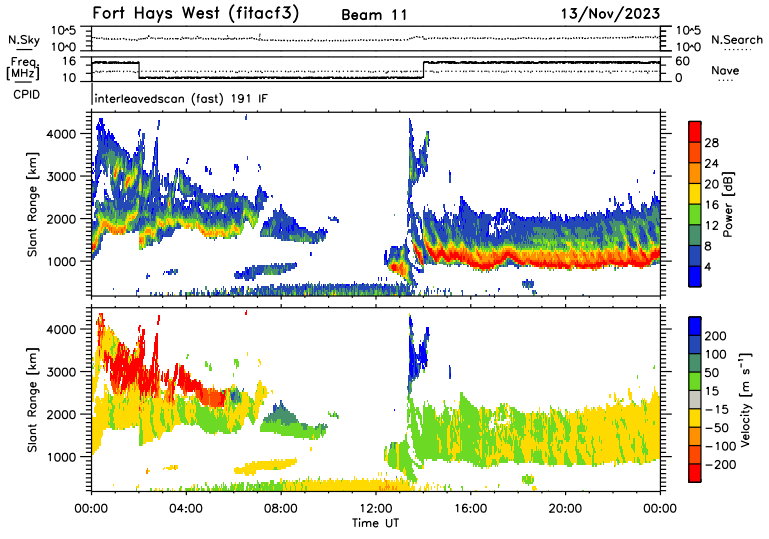 Fort Hays West (fitacf3)    Beam 11    13/Nov/2023
N.Sky    10^5    10^5    N.Search
10^0    10^0
Freq. [MHz]    16    60    Nave
10    0
CPID    interleavedscan (fast) 191 lF
Slant Range [km]
4000
3000
2000
1000
Power [dB]
28
24
20
16
12
8
4
Slant Range [km]
4000
3000
2000
1000
Velocity [m s⁻¹]
200
100
50
15
−15
−50
−100
−200
00:00    04:00    08:00    12:00    16:00    20:00    00:00
Time UT